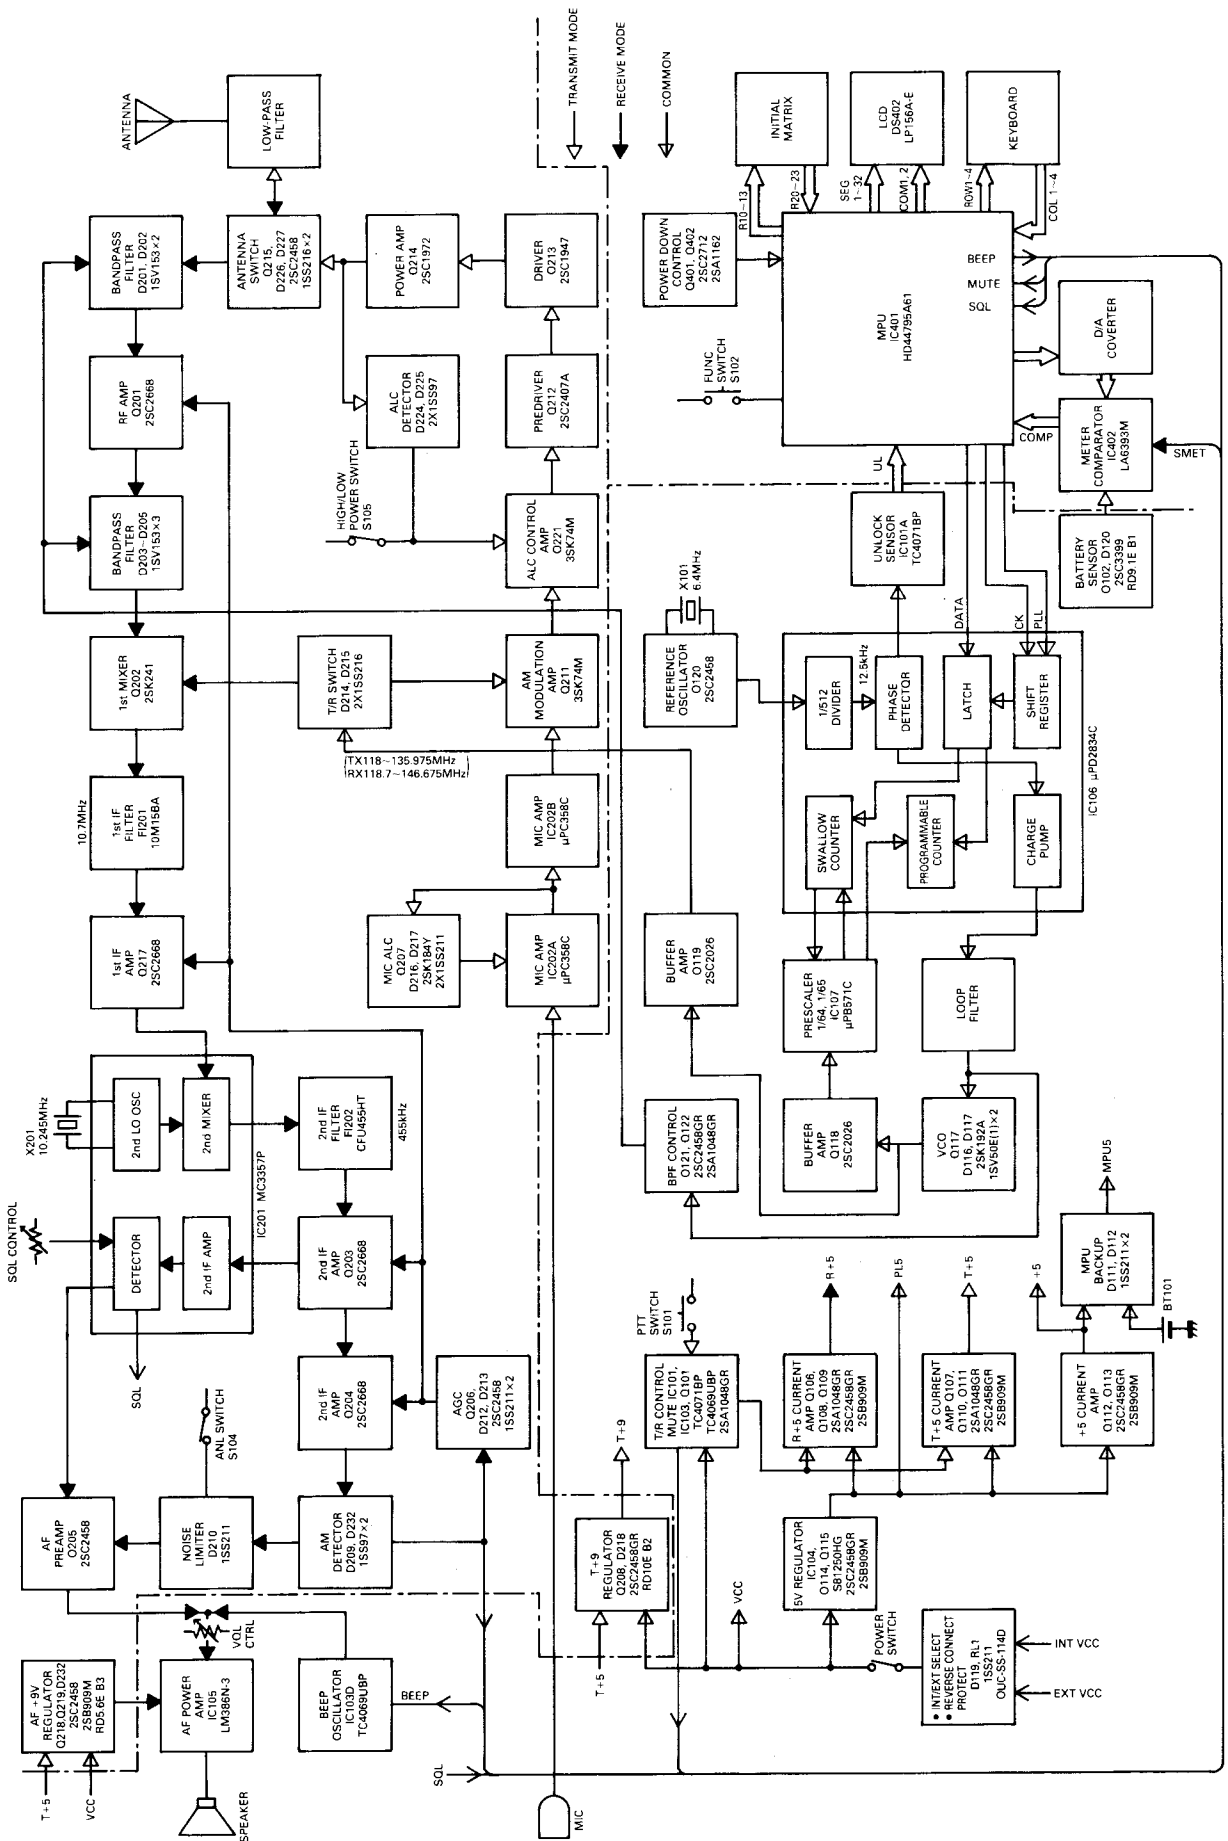 ANTENNA
LOW-PASS
FILTER
TRANSMIT MODE
RECEIVE MODE
COMMON
BANDPASS
FILTER
D201, D202
1SV153×2
ANTENNA
SWITCH
Q215,
D226, D227
2SC2458
1SS216×2
POWER AMP
Q214
2SC1972
DRIVER
Q213
2SC1947
RF AMP
Q201
2SC2668
ALC
DETECTOR
D224, D225
2X1SS97
PREDRIVER
Q212
2SC2407A
HIGH/LOW
POWER SWITCH
S105
BANDPASS
FILTER
D203~D205
1SV153×3
ALC CONTROL
AMP
Q221
3SK74M
1st MIXER
Q202
2SK241
T/R SWITCH
D214, D215
2X1SS216
AM
MODULATION
AMP
Q211
3SK74M
(TX118~135.975MHz)
(RX118.7~146.675MHz)
10.7MHz
1st IF
FILTER
FI201
10M15BA
MIC AMP
IC202B
μPC358C
1st IF
AMP
Q217
2SC2668
MIC ALC
Q207
D216, D217
2SK184Y
2X1SS211
MIC AMP
IC202A
μPC358C
X201
10.245MHz
2nd LO OSC
2nd MIXER
2nd IF
FILTER
FI202
CFU455HT
455kHz
IC201 MC3357P
SQL CONTROL
DETECTOR
2nd IF AMP
2nd IF
AMP
Q203
2SC2668
SQL
2nd IF
AMP
Q204
2SC2668
AGC
Q206,
D212, D213
2SC2458
1SS211×2
ANL SWITCH
S104
AF
PREAMP
Q205
2SC2458
NOISE
LIMITER
D210
1SS211
AM
DETECTOR
D209, D232
1SS97×2
VOL
CTRL
AF +9V
REGULATOR
Q218,Q219,D232
2SC2458
2SB909M
RD5.6E B3
AF POWER
AMP
IC105
LM386N-3
BEEP
OSCILLATOR
IC103D
TC4069UBP
BEEP
T+5
VCC
SPEAKER
SQL
MIC
INITIAL
MATRIX
LCD
DS402
LP156A-E
KEYBOARD
R10~13
R20~23
SEG
1~32
COM1, 2
ROW1~4
COL 1~4
POWER DOWN
CONTROL
Q401, Q402
2SC2712
2SA1162
MPU
IC401
HD44795A61
BEEP
MUTE
SQL
D/A
COVERTER
FUNC
SWITCH
S102
COMP
METER
COMPARATOR
IC402
LA6393M
SMET
UL
UNLOCK
SENSOR
IC101A
TC4071BP
BATTERY
SENSOR
Q102, D120
2SC3399
RD9.1E B1
X101
6.4MHz
DATA
CK
PLL
REFERENCE
OSCILLATOR
Q120
2SC2458
1/512
DIVIDER
12.5kHz
PHASE
DETECTOR
LATCH
SHIFT
REGISTER
SWALLOW
COUNTER
PROGRAMMABLE
COUNTER
CHARGE
PUMP
IC106 μPD2834C
BUFFER
AMP
Q119
2SC2026
PRESCALER
1/64, 1/65
IC107
μPB571C
LOOP
FILTER
BPF CONTROL
Q121, Q122
2SC2458GR
2SA1048GR
BUFFER
AMP
Q118
2SC2026
VCO
Q117
D116, D117
2SK192A
1SV50E(1)×2
PTT
SWITCH
S101
R+5
PL5
T+5
+5
MPU5
MPU
BACKUP
D111, D112
1SS211×2
BT101
T/R CONTROL
MUTE IC101,
IC103, Q101
TC4071BP
TC4069UBP
2SA1048GR
R+5 CURRENT
AMP Q106,
Q108, Q109
2SA1048GR
2SC2458GR
2SB909M
T+5 CURRENT
AMP Q107,
Q110, Q111
2SA1048GR
2SC2458GR
2SB909M
+5 CURRENT
AMP
Q112, Q113
2SC2458GR
2SB909M
T+9
T+9
REGULATOR
Q208, D218
2SC2458GR
RD10E B2
VCC
5V REGULATOR
IC104,
Q114, Q115
S81250HG
2SC2458GR
2SB909M
T+5
POWER
SWITCH
• INT/EXT SELECT
• REVERSE CONNECT
PROTECT
D119, RL1
1SS211
OUC-SS-114D
INT VCC
EXT VCC